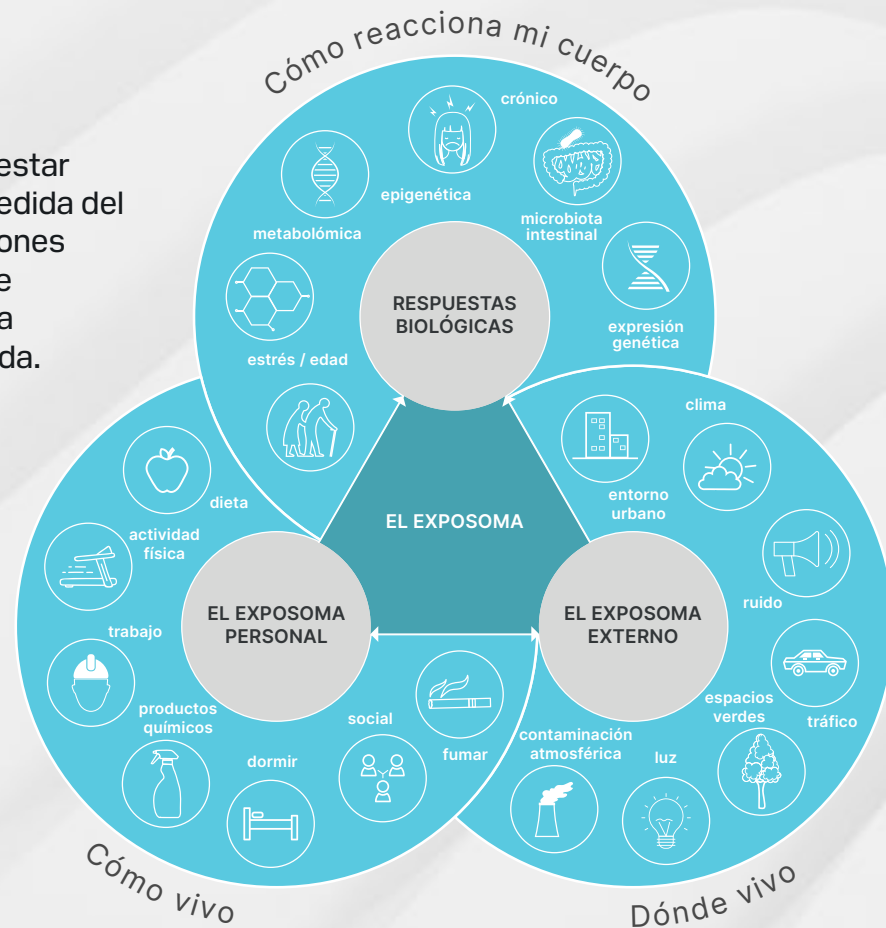 Cómo reacciona mi cuerpo
estar
edida del
ones
e
a
da.
crónico
epigenética
metabolómica
microbiota
intestinal
estrés / edad
expresión
genética
RESPUESTAS
BIOLÓGICAS
EL EXPOSOMA
dieta
actividad
física
trabajo
productos
químicos
dormir
social
fumar
EL EXPOSOMA
PERSONAL
Cómo vivo
clima
entorno
urbano
ruido
tráfico
espacios
verdes
luz
contaminación
atmosférica
EL EXPOSOMA
EXTERNO
Dónde vivo